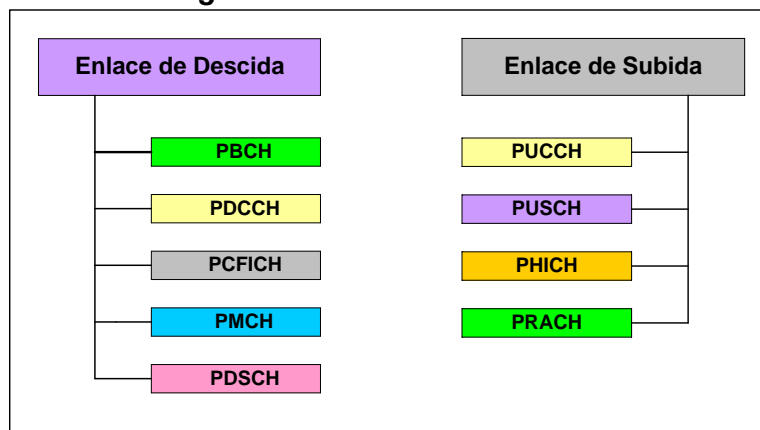 Enlace de Descida
Enlace de Subida
PBCH
PUCCH
PDCCH
PUSCH
PCFICH
PHICH
PMCH
PRACH
PDSCH